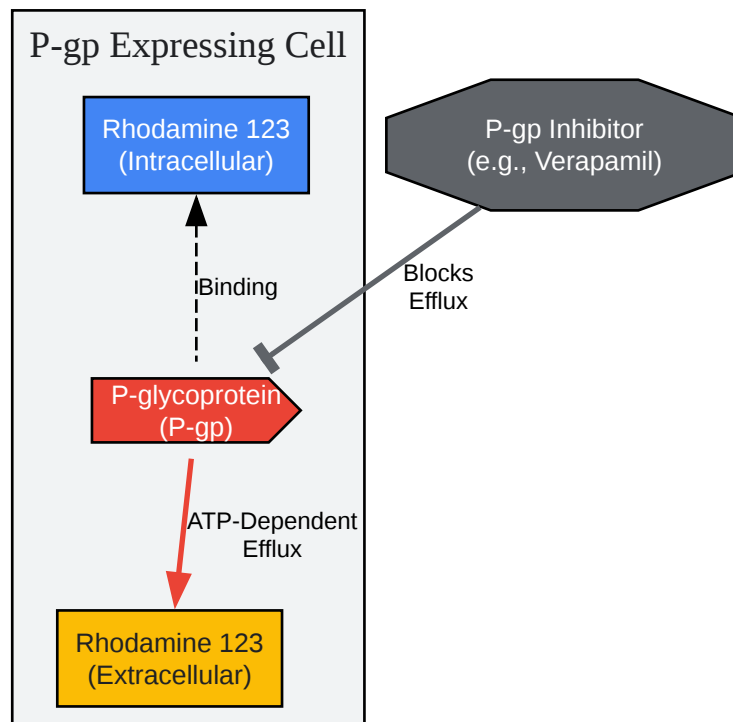 P-gp Expressing Cell
Rhodamine 123
(Intracellular)
P-gp Inhibitor
(e.g., Verapamil)
Binding
Blocks
Efflux
P-glycoprotein
(P-gp)
ATP-Dependent
Efflux
Rhodamine 123
(Extracellular)